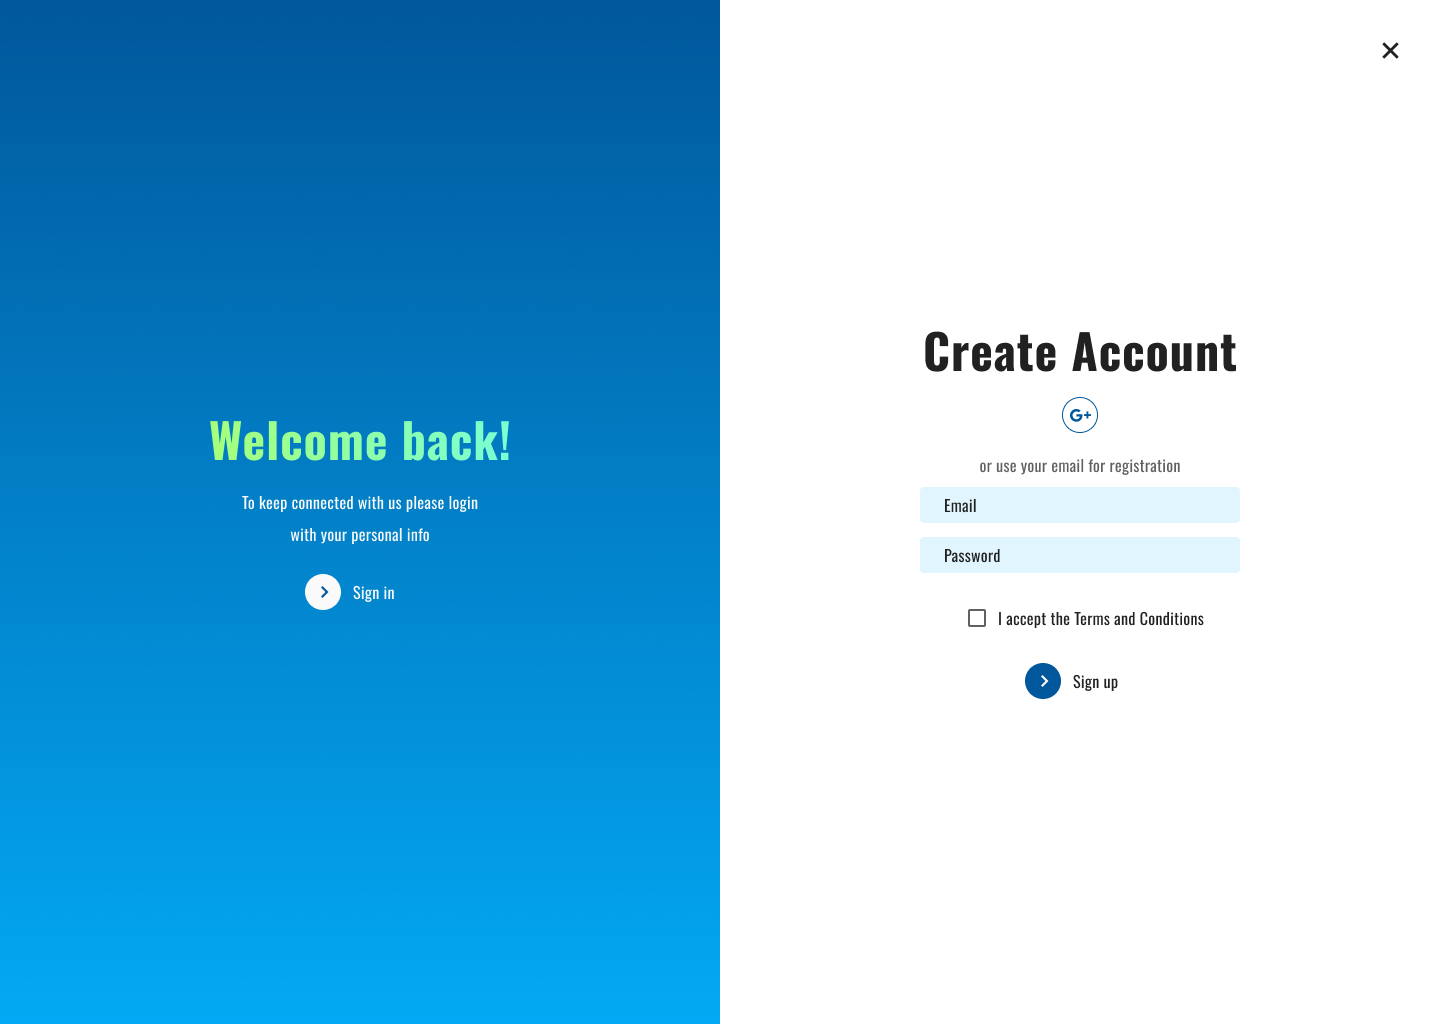 Welcome back!
To keep connected with us please login
with your personal info
Sign in
Create Account
G+
or use your email for registration
Email
Password
I accept the Terms and Conditions
Sign up